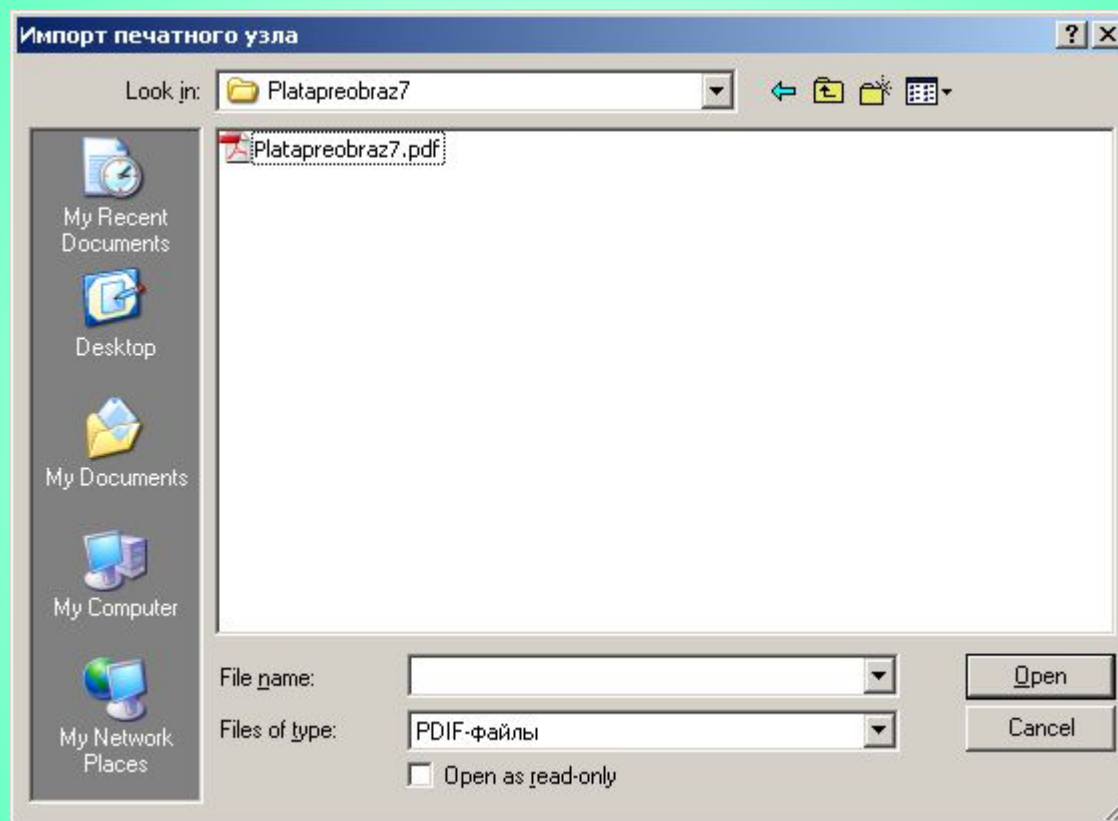 Импорт печатного узла
Look in:
Platapreobraz7
Platapreobraz7.pdf
My Recent
Documents
Desktop
My Documents
My Computer
My Network
Places
File name:
Open
Files of type:
PDIF-файлы
Cancel
Open as read-only